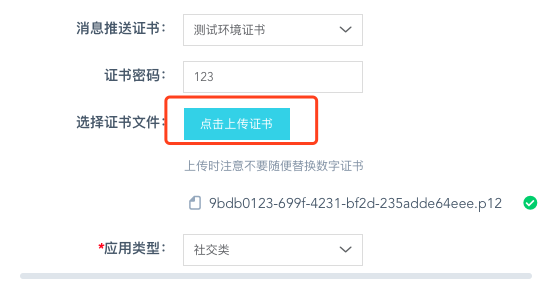 消息推送证书： 测试环境证书
证书密码： 123
选择证书文件： 点击上传证书
上传时注意不要随便替换数字证书
9bdb0123-699f-4231-bf2d-235adde64eee.p12
*应用类型： 社交类